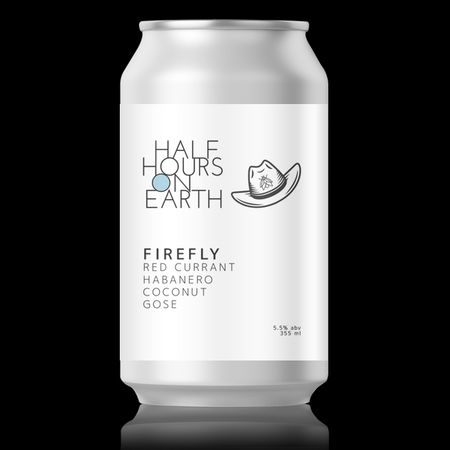 HALF
HOURS
ON
EARTH
FIREFLY
RED CURRANT
HABANERO
COCONUT
GOSE
5.5% abv
355 ml